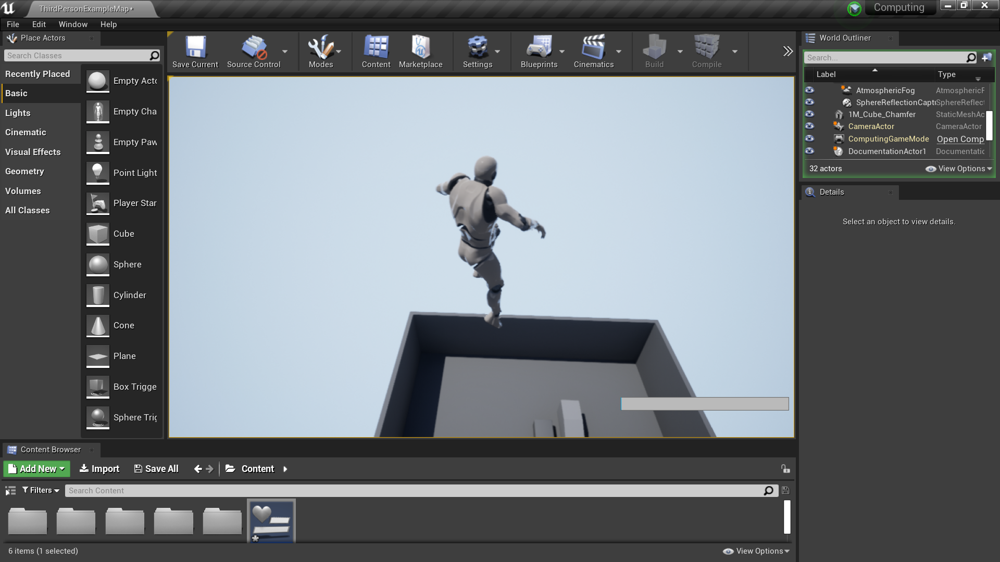 ThirdPersonExampleMap*
Computing
File Edit Window Help
Place Actors
Search Classes
Recently Placed
Basic
Lights
Cinematic
Visual Effects
Geometry
Volumes
All Classes
Empty Acto
Empty Cha
Empty Paw
Point Light
Player Star
Cube
Sphere
Cylinder
Cone
Plane
Box Trigge
Sphere Trig
Save Current Source Control Modes Content Marketplace Settings Blueprints Cinematics Build Compile
World Outliner
Search...
Label Type
AtmosphericFog AtmosphericF
SphereReflectionCaptu SphereReflect
1M_Cube_Chamfer StaticMeshAc
CameraActor CameraActor
ComputingGameMode Open Comp
DocumentationActor1 Documentatic
32 actors View Options
Details
Select an object to view details.
Content Browser
Add New Import Save All Content
Filters Search Content
6 items (1 selected) View Options